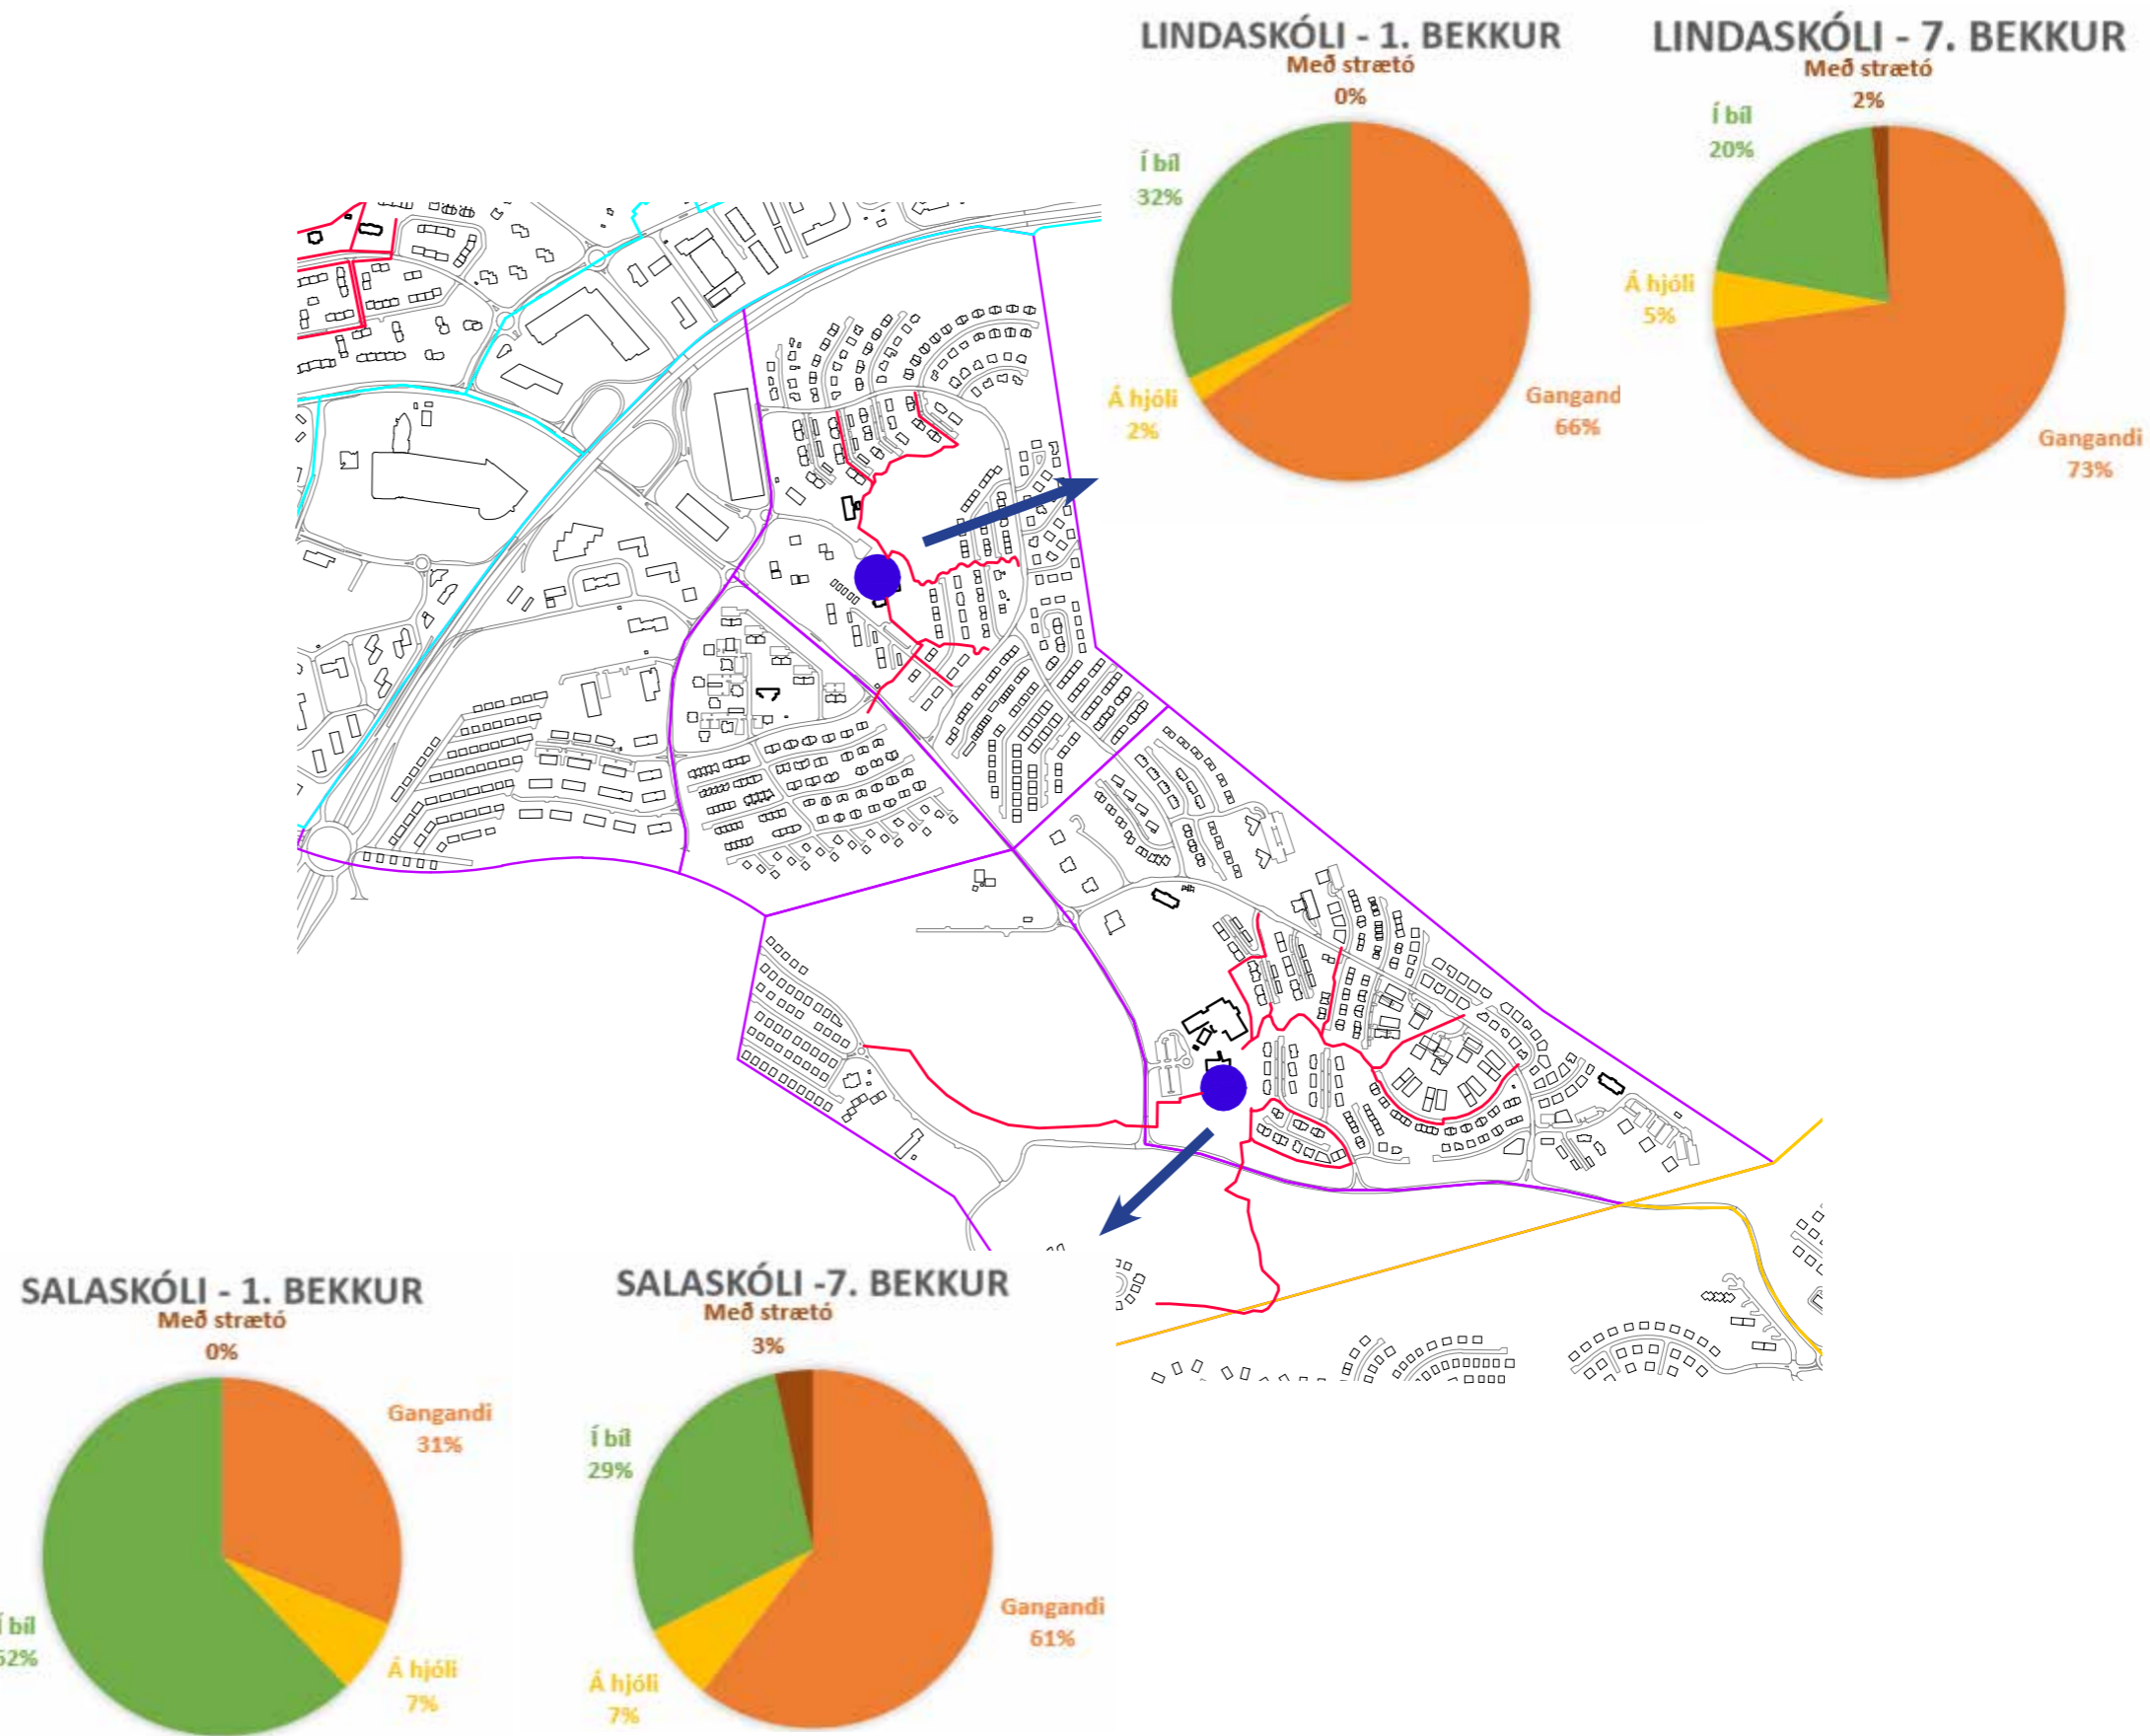 LINDASKÓLI - 1. BEKKUR
Með strætó
0%
Í bíl
32%
Á hjóli
2%
Gangand
66%
LINDASKÓLI - 7. BEKKUR
Með strætó
2%
Í bíl
20%
Á hjóli
5%
Gangandi
73%
SALASKÓLI - 1. BEKKUR
Með strætó
0%
Gangandi
31%
Í bíl
62%
Á hjóli
7%
SALASKÓLI -7. BEKKUR
Með strætó
3%
Í bíl
29%
Á hjóli
7%
Gangandi
61%